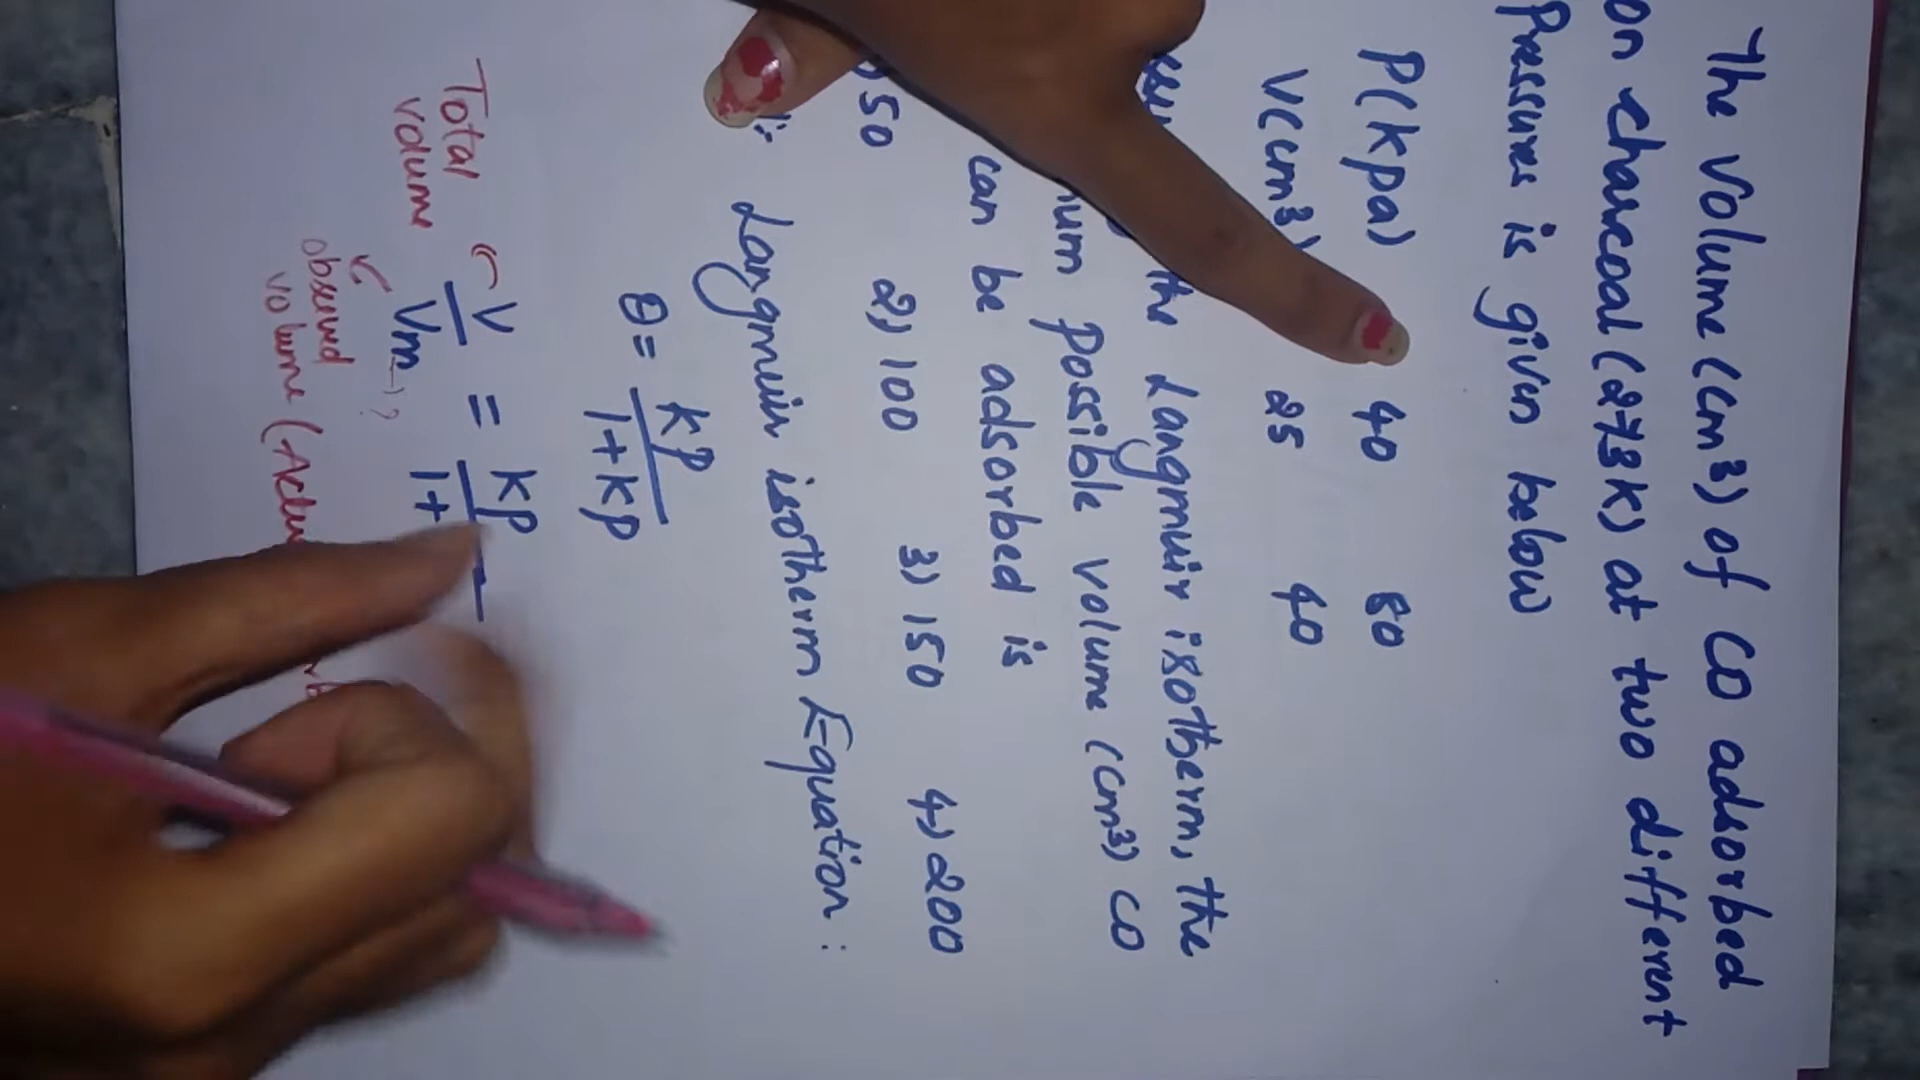 The volume (cm³) of CO adsorbed
on charcoal (273K) at two different
Pressures is given below
P(kpa) 40 80
V(cm³) 25 40
the Langmuir isotherm, the
possible volume (cm³) CO
can be adsorbed is
50 2) 100 3) 150 4) 200
Langmuir isotherm Equation :
θ = KP / 1+KP
V / Vm = KP / 1+
Total
volume
?
observed
volume